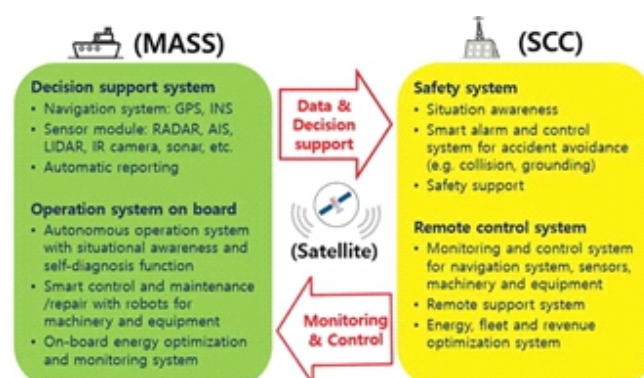 (MASS)
Decision support system
• Navigation system: GPS, INS
• Sensor module: RADAR, AIS,
LIDAR, IR camera, sonar, etc.
• Automatic reporting
Operation system on board
• Autonomous operation system
with situational awareness and
self-diagnosis function
• Smart control and maintenance
/repair with robots for
machinery and equipment
• On-board energy optimization
and monitoring system
Data &
Decision
support
(Satellite)
Monitoring
& Control
(SCC)
Safety system
• Situation awareness
• Smart alarm and control
system for accident avoidance
(e.g. collision, grounding)
• Safety support
Remote control system
• Monitoring and control system
for navigation system, sensors,
machinery and equipment
• Remote support system
• Energy, fleet and revenue
optimization system